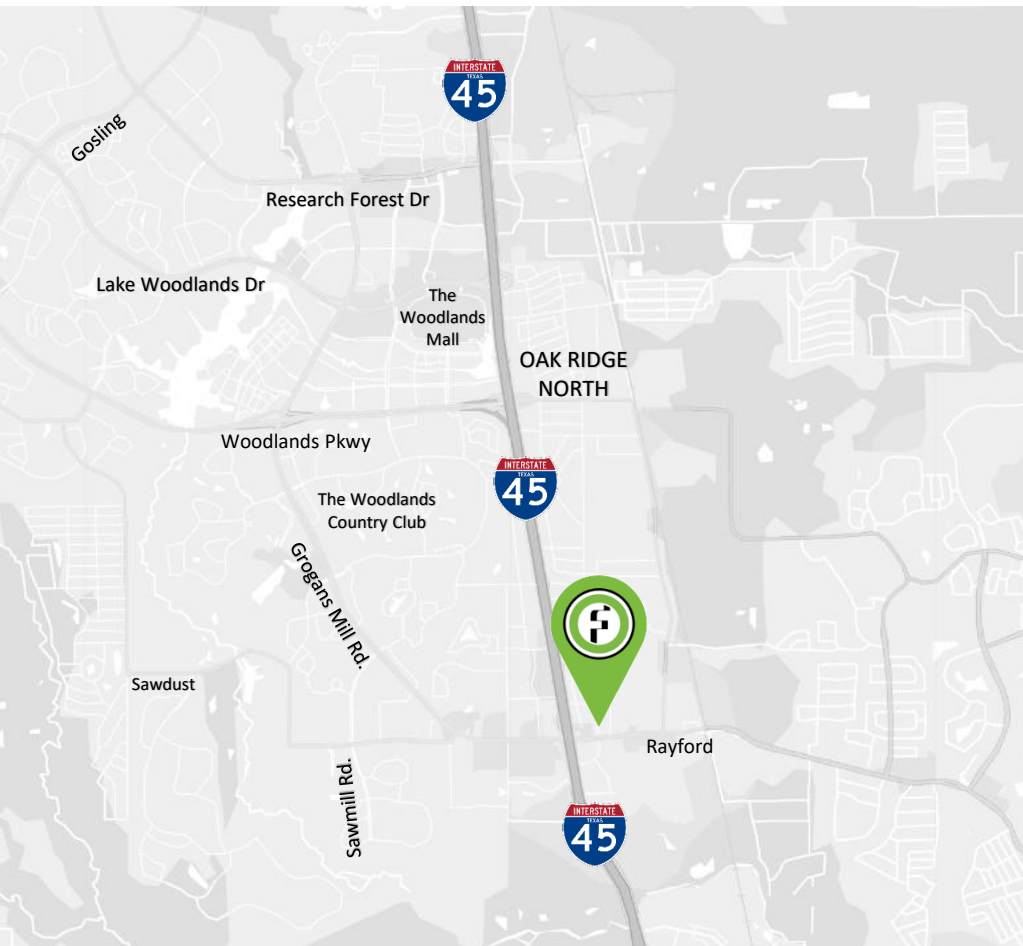 INTERSTATE
TEXAS
45
Gosling
Research Forest Dr
Lake Woodlands Dr
The
Woodlands
Mall
OAK RIDGE
NORTH
Woodlands Pkwy
INTERSTATE
TEXAS
45
The Woodlands
Country Club
Grogans Mill Rd.
F
Sawdust
Rayford
Sawmill Rd.
INTERSTATE
TEXAS
45